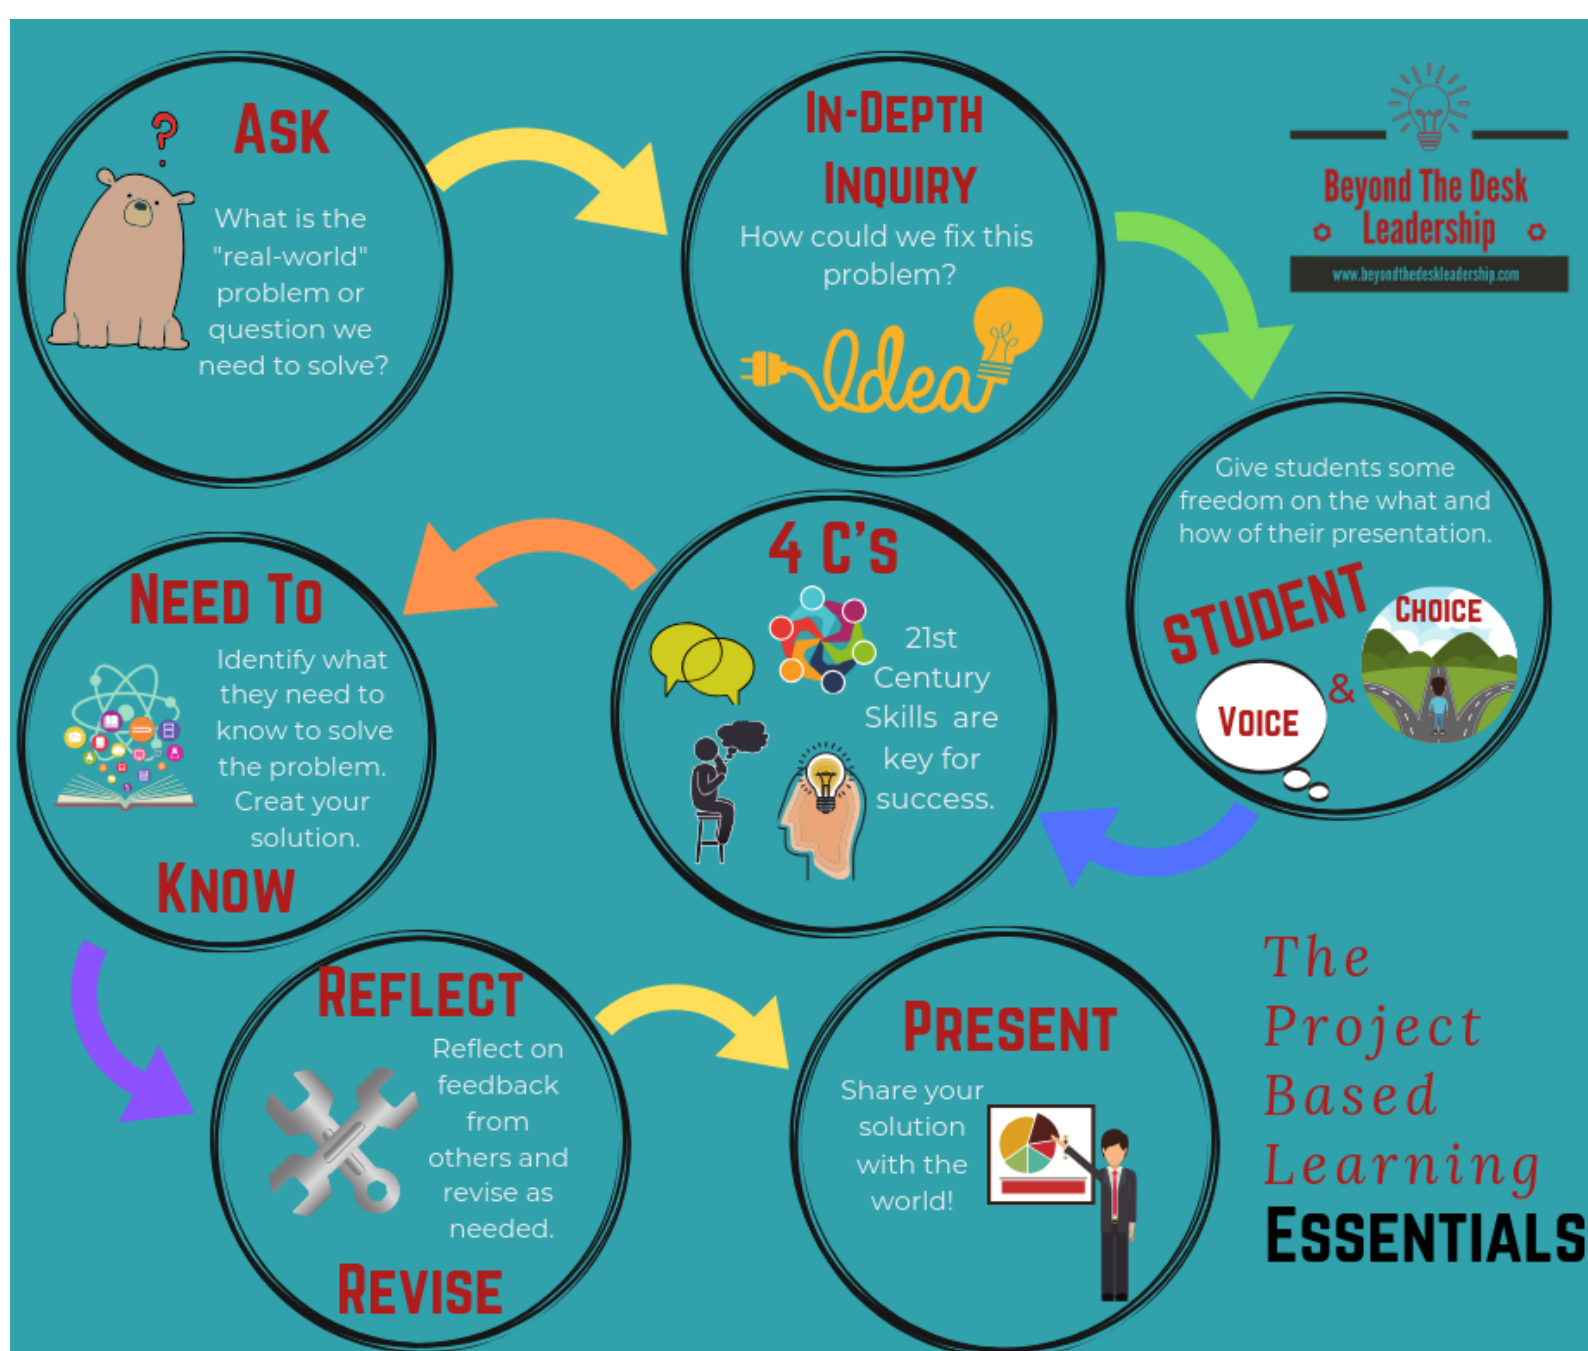 ASK
?
What is the
"real-world"
problem or
question we
need to solve?
IN-DEPTH
INQUIRY
How could we fix this
problem?
Idea
Beyond The Desk
Leadership
www.beyondthedeskleadership.com
Give students some
freedom on the what and
how of their presentation.
STUDENT
VOICE
&
CHOICE
4 C'S
21st
Century
Skills are
key for
success.
NEED TO
Identify what
they need to
know to solve
the problem.
Creat your
solution.
KNOW
REFLECT
Reflect on
feedback
from
others and
revise as
needed.
REVISE
PRESENT
Share your
solution
with the
world!
The
Project
Based
Learning
ESSENTIALS